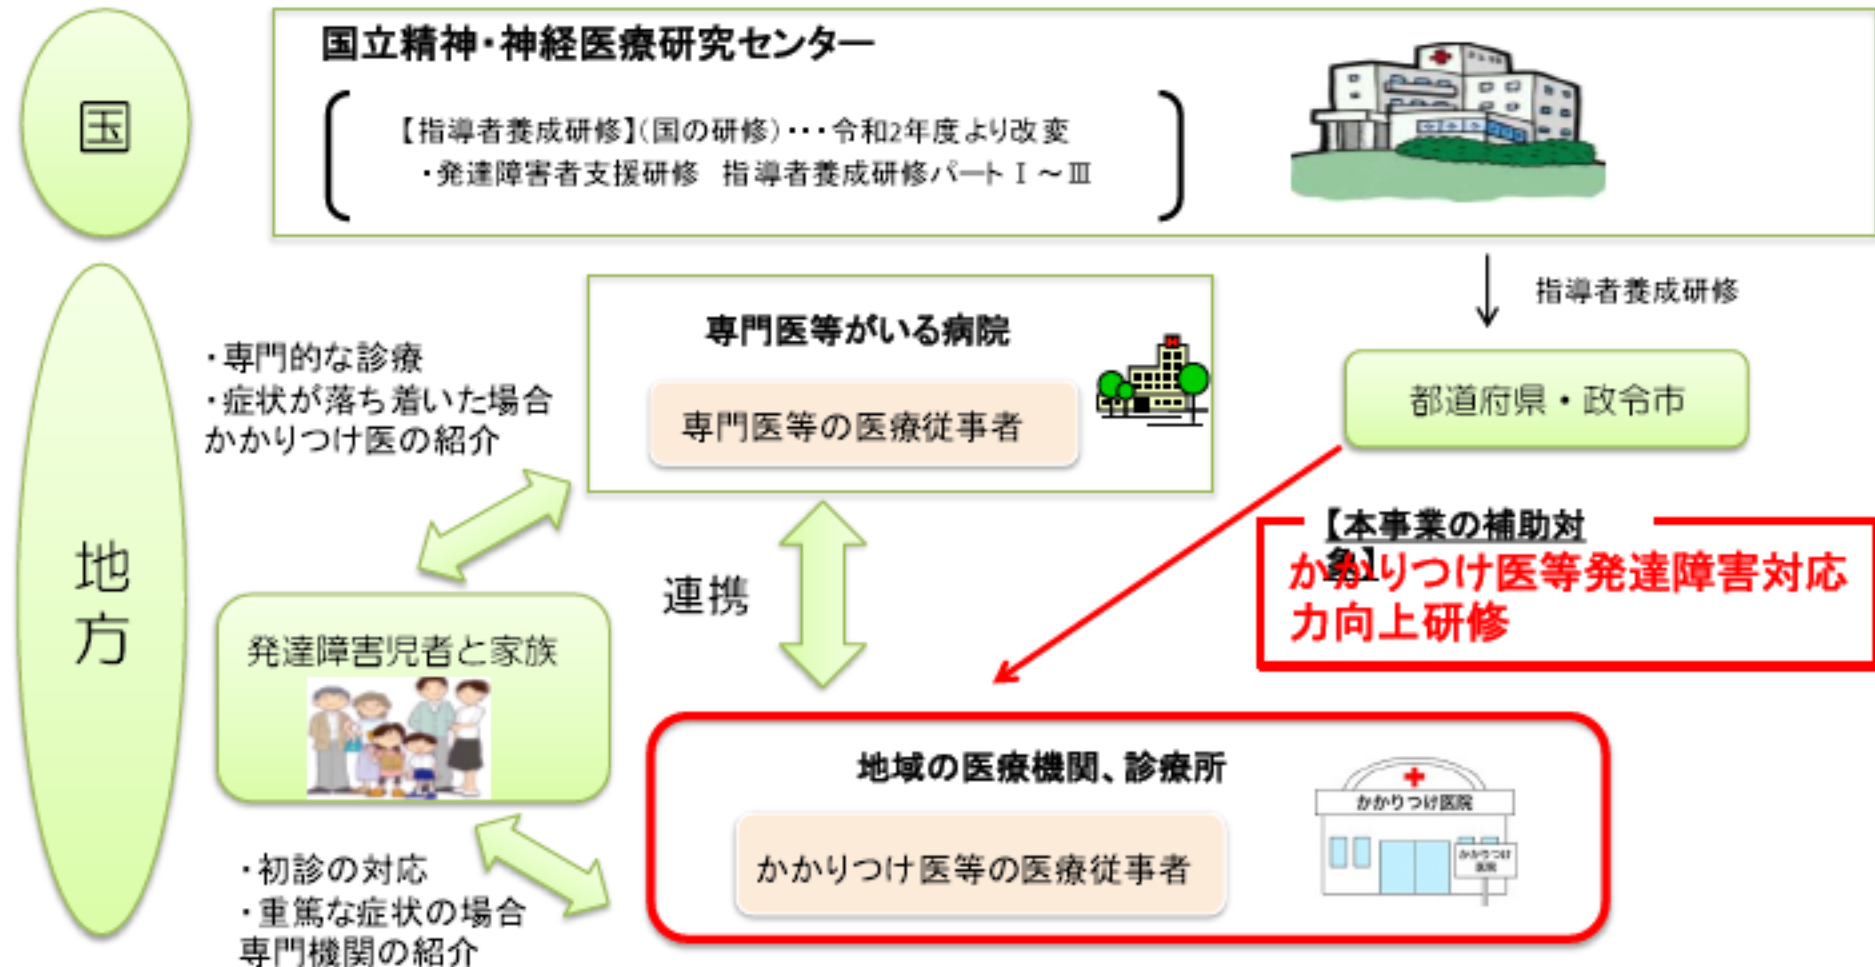 国
国立精神・神経医療研究センター
【指導者養成研修】(国の研修)・・・令和2年度より改変
・発達障害者支援研修 指導者養成研修パートⅠ～Ⅲ
指導者養成研修
都道府県・政令市
地
方
専門医等がいる病院
専門医等の医療従事者
・専門的な診療
・症状が落ち着いた場合
かかりつけ医の紹介
連携
【本事業の補助対
象】
かかりつけ医等発達障害対応
力向上研修
発達障害児者と家族
地域の医療機関、診療所
かかりつけ医等の医療従事者
かかりつけ医院
かかりつけ
医院
・初診の対応
・重篤な症状の場合
専門機関の紹介